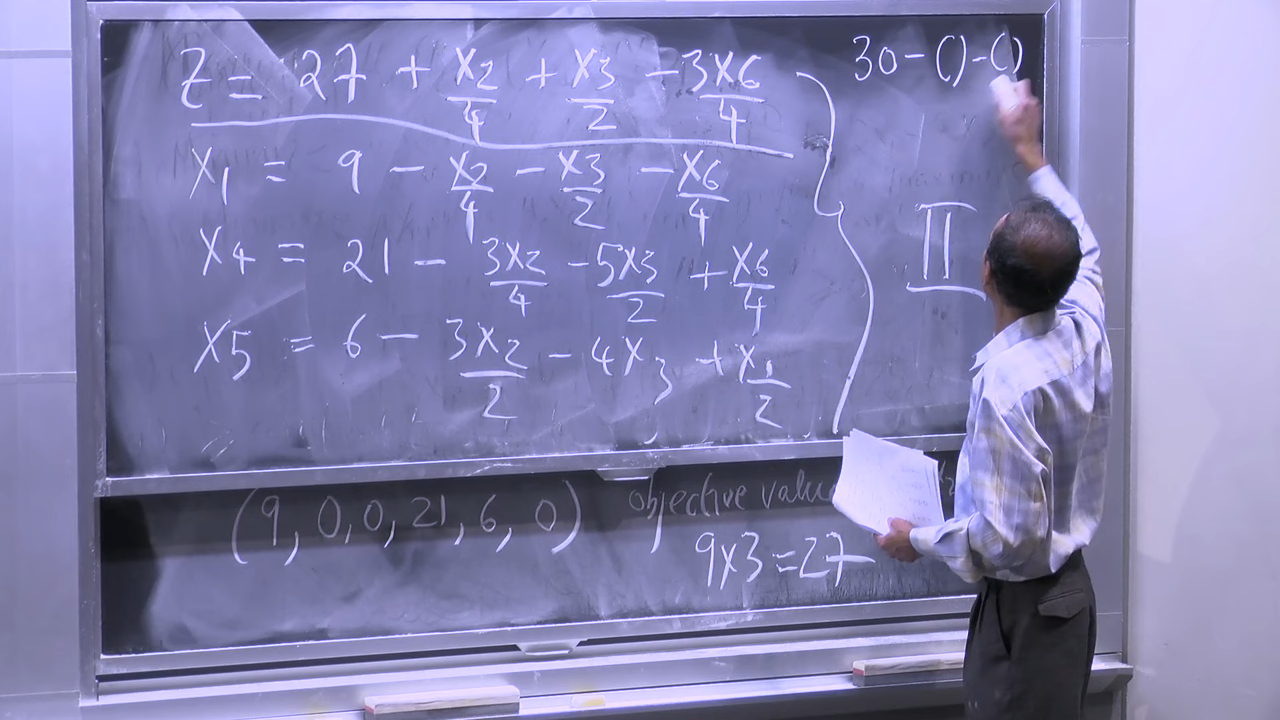 Z = 27 + x2/4 + x3/2 - 3x6/4
x1 = 9 - x2/4 - x3/2 - x6/4
x4 = 21 - 3x2/4 - 5x3/2 + x6/4
x5 = 6 - 3x2/2 - 4x3 + x6/2
30 - () - ()
II
(9, 0, 0, 21, 6, 0) objective value
9x3 = 27